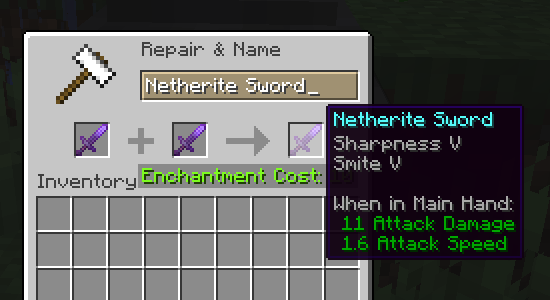 Repair & Name
Netherite Sword_
Netherite Sword
Sharpness V
Smite V
Inventory
Enchantment Cost:
When in Main Hand:
11 Attack Damage
1.6 Attack Speed